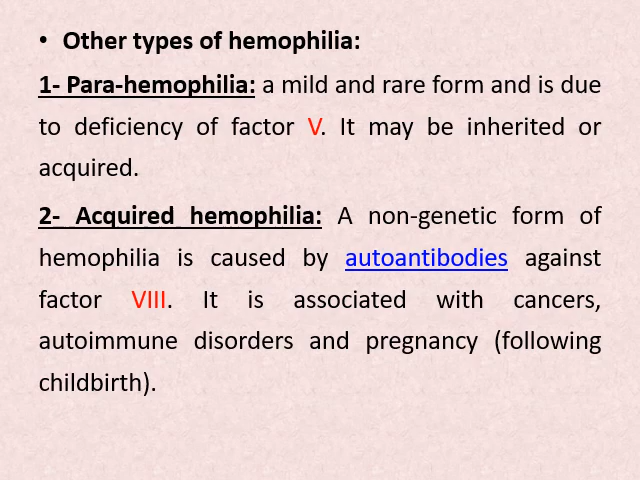 • Other types of hemophilia:
1- Para-hemophilia: a mild and rare form and is due
to deficiency of factor V. It may be inherited or
acquired.
2- Acquired hemophilia: A non-genetic form of
hemophilia is caused by autoantibodies against
factor VIII. It is associated with cancers,
autoimmune disorders and pregnancy (following
childbirth).